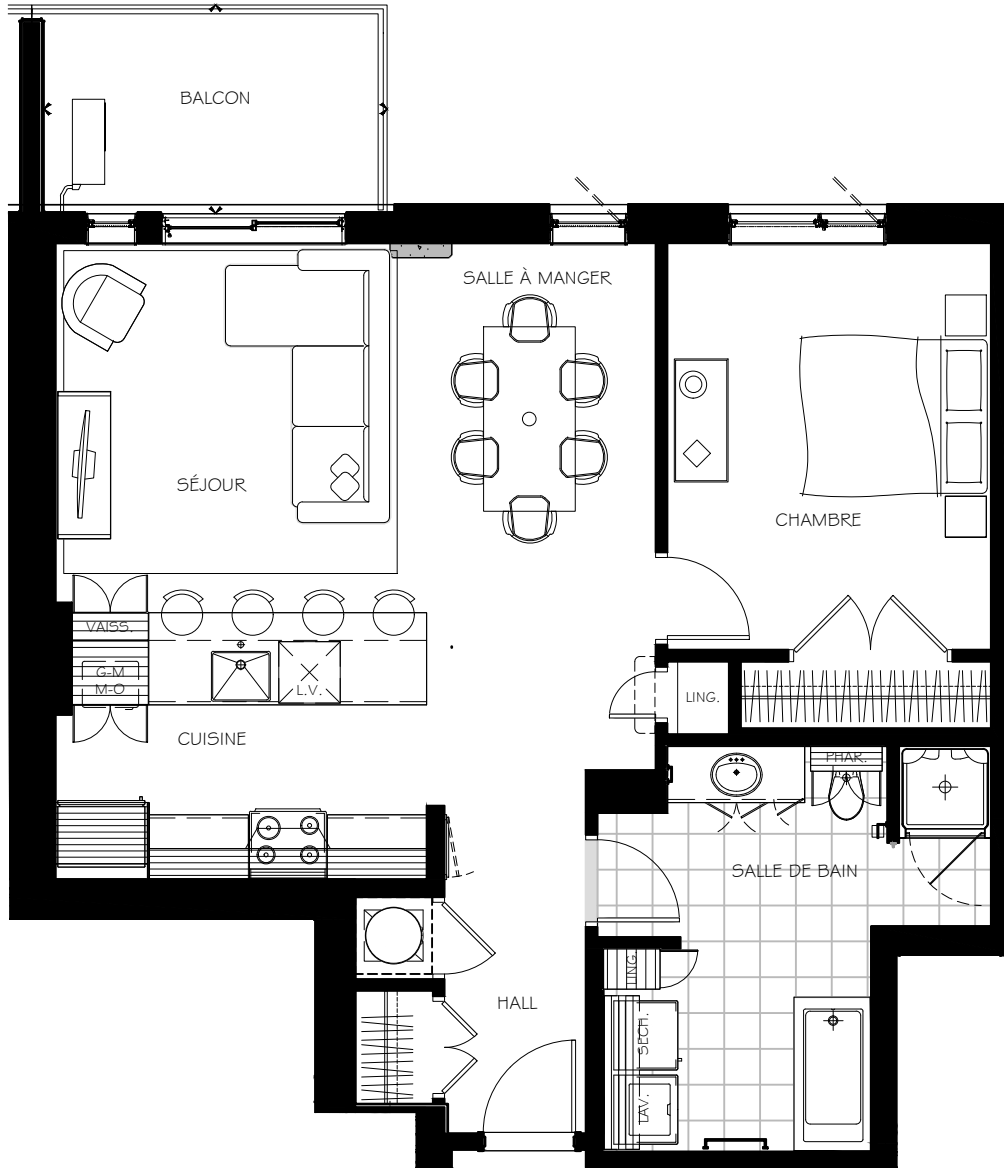 BALCON
SALLE À MANGER
SÉJOUR
CHAMBRE
VAISS.
G-M
M-O
L.V.
LING.
CUISINE
PHAR.
SALLE DE BAIN
LING.
HALL
SECH.
LAV.